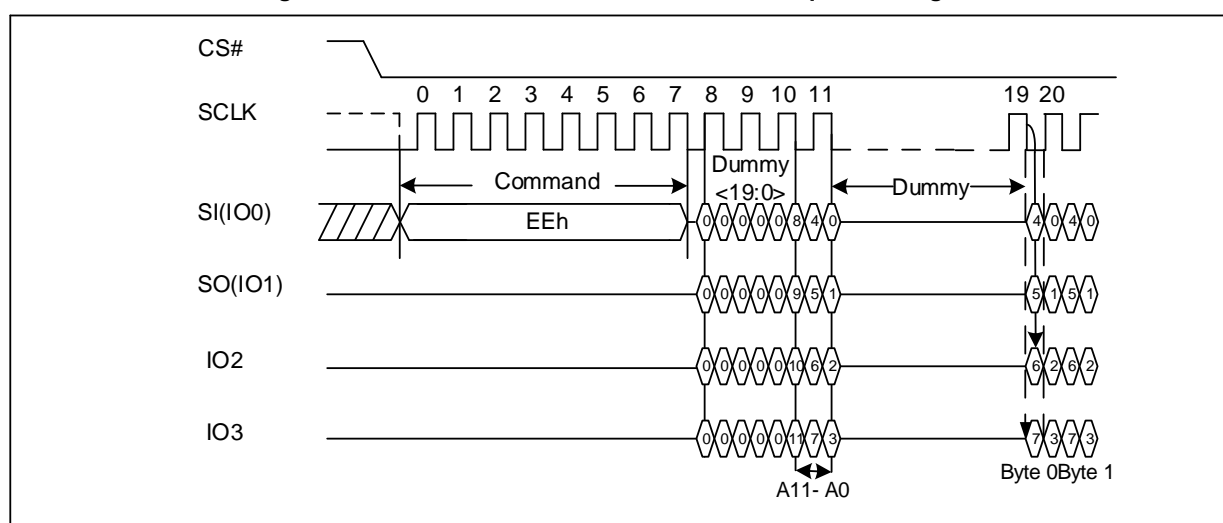 CS#
0 1 2 3 4 5 6 7 8 9 10 11 19 20
SCLK
Dummy
<19:0>
Command
Dummy
SI(IO0)
EEh
0 0 0 0 0 8 4 0 4 0 4 0
SO(IO1)
0 0 0 0 0 9 5 1 5 1 5 1
IO2
0 0 0 0 0 10 6 2 6 2 6 2
IO3
0 0 0 0 0 11 7 3 7 3 7 3
Byte 0Byte 1
A11- A0